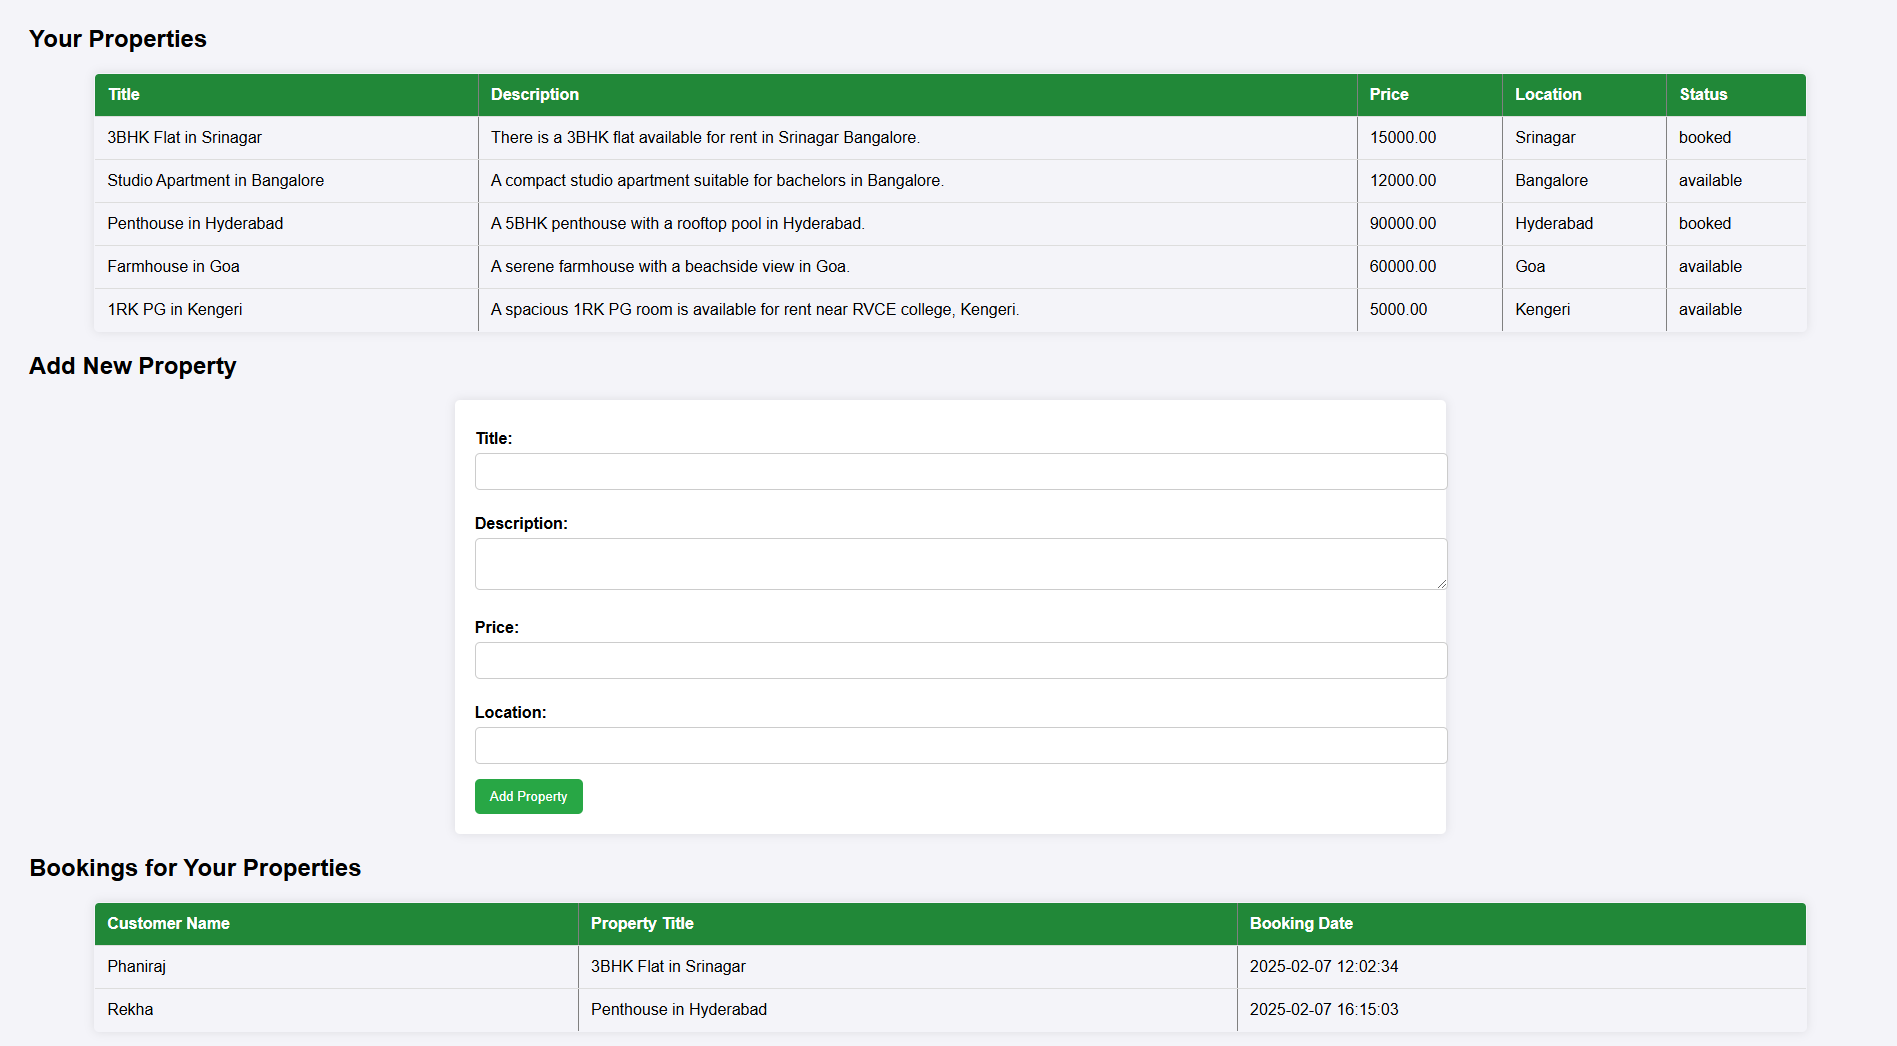 Your Properties
Title Description Price Location Status
3BHK Flat in Srinagar There is a 3BHK flat available for rent in Srinagar Bangalore. 15000.00 Srinagar booked
Studio Apartment in Bangalore A compact studio apartment suitable for bachelors in Bangalore. 12000.00 Bangalore available
Penthouse in Hyderabad A 5BHK penthouse with a rooftop pool in Hyderabad. 90000.00 Hyderabad booked
Farmhouse in Goa A serene farmhouse with a beachside view in Goa. 60000.00 Goa available
1RK PG in Kengeri A spacious 1RK PG room is available for rent near RVCE college, Kengeri. 5000.00 Kengeri available
Add New Property
Title:
Description:
Price:
Location:
Add Property
Bookings for Your Properties
Customer Name Property Title Booking Date
Phaniraj 3BHK Flat in Srinagar 2025-02-07 12:02:34
Rekha Penthouse in Hyderabad 2025-02-07 16:15:03